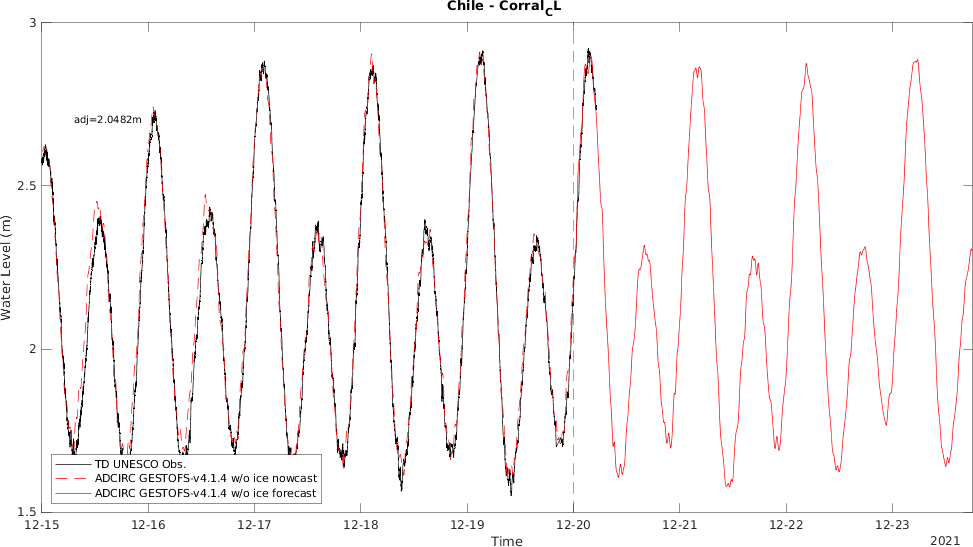 Chile - Corral_CL
3
adj=2.0482m
2.5
Water Level (m)
2
TD UNESCO Obs.
ADCIRC GESTOFS-v4.1.4 w/o ice nowcast
ADCIRC GESTOFS-v4.1.4 w/o ice forecast
1.5
12-15 12-16 12-17 12-18 12-19 12-20 12-21 12-22 12-23
Time
2021